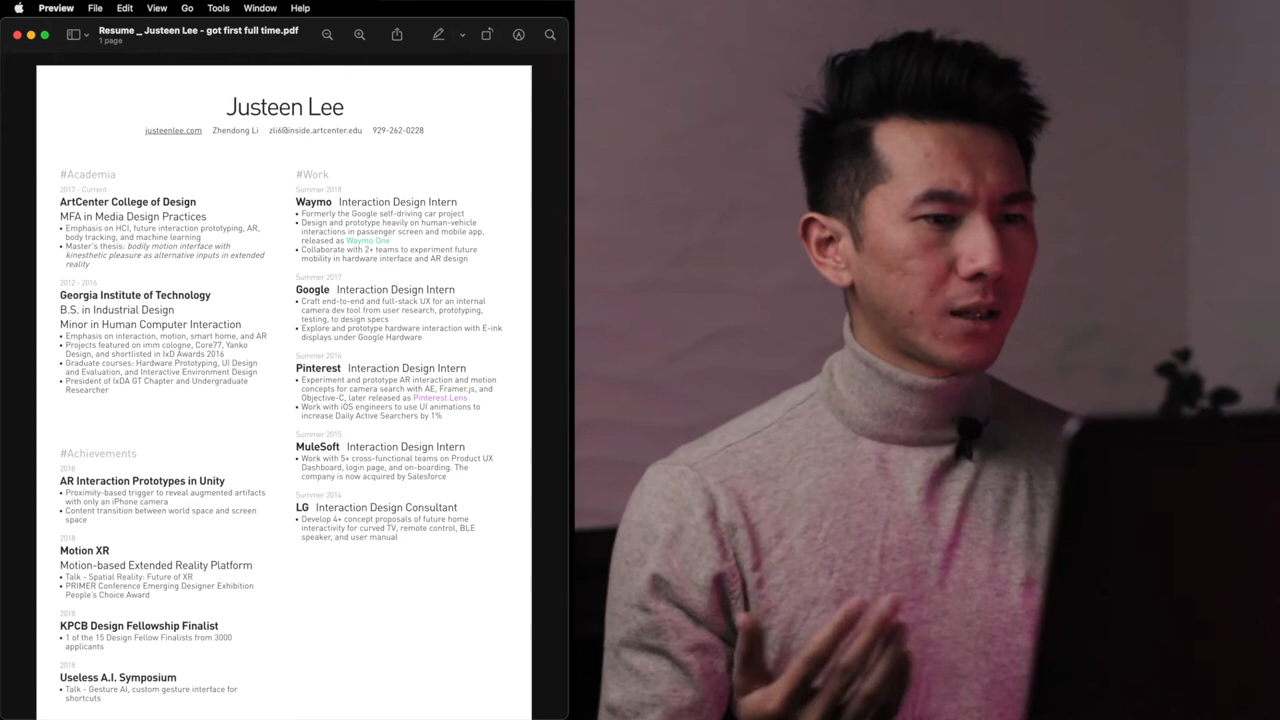 Preview File Edit View Go Tools Window Help
Resume _ Justeen Lee - got first full time.pdf
1 page
Justeen Lee
justeenlee.com Zhendong Li zli6@inside.artcenter.edu 929-262-0228
#Academia
2017 - Current
ArtCenter College of Design
MFA in Media Design Practices
• Emphasis on HCI, future interaction prototyping, AR,
body tracking, and machine learning
• Master's thesis: bodily motion interface with
kinesthetic pleasure as alternative inputs in extended
reality
2012 - 2016
Georgia Institute of Technology
B.S. in Industrial Design
Minor in Human Computer Interaction
• Emphasis on interaction, motion, smart home, and AR
• Projects featured on imm cologne, Core77, Yanko
Design, and shortlisted in IxD Awards 2016
• Graduate courses: Hardware Prototyping, UI Design
and Evaluation, and Interactive Environment Design
• President of IxDA GT Chapter and Undergraduate
Researcher
#Achievements
2018
AR Interaction Prototypes in Unity
• Proximity-based trigger to reveal augmented artifacts
with only an iPhone camera
• Content transition between world space and screen
space
2018
Motion XR
Motion-based Extended Reality Platform
• Talk - Spatial Reality: Future of XR
• PRIMER Conference Emerging Designer Exhibition
People's Choice Award
2018
KPCB Design Fellowship Finalist
• 1 of the 15 Design Fellow Finalists from 3000
applicants
2018
Useless A.I. Symposium
• Talk - Gesture AI, custom gesture interface for
shortcuts
#Work
Summer 2018
Waymo Interaction Design Intern
• Formerly the Google self-driving car project
• Design and prototype heavily on human-vehicle
interactions in passenger screen and mobile app,
released as Waymo One
• Collaborate with 2+ teams to experiment future
mobility in hardware interface and AR design
Summer 2017
Google Interaction Design Intern
• Craft end-to-end and full-stack UX for an internal
camera dev tool from user research, prototyping,
testing, to design specs
• Explore and prototype hardware interaction with E-ink
displays under Google Hardware
Summer 2016
Pinterest Interaction Design Intern
• Experiment and prototype AR interaction and motion
concepts for camera search with AE, Framer.js, and
Objective-C, later released as Pinterest Lens
• Work with iOS engineers to use UI animations to
increase Daily Active Searchers by 1%
Summer 2015
MuleSoft Interaction Design Intern
• Work with 5+ cross-functional teams on Product UX
Dashboard, login page, and on-boarding. The
company is now acquired by Salesforce
Summer 2014
LG Interaction Design Consultant
• Develop 4+ concept proposals of future home
interactivity for curved TV, remote control, BLE
speaker, and user manual